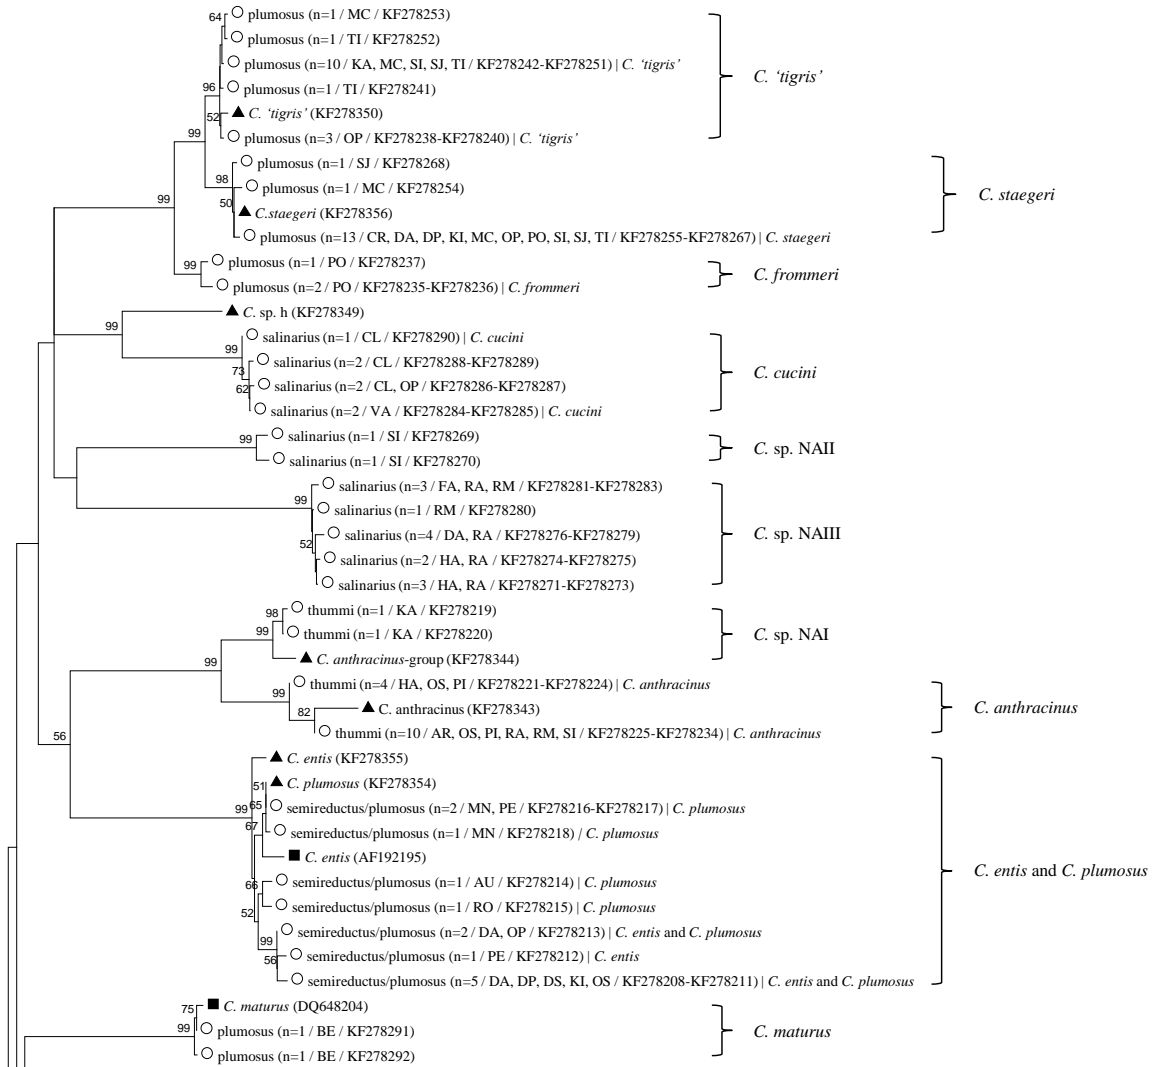 64
plumosus (n=1 / MC / KF278253)
plumosus (n=1 / TI / KF278252)
plumosus (n=10 / KA, MC, SI, SJ, TI / KF278242-KF278251) | C. ‘tigris’
C. ‘tigris’
96
plumosus (n=1 / TI / KF278241)
52
C. ‘tigris’ (KF278350)
99
plumosus (n=3 / OP / KF278238-KF278240) | C. ‘tigris’
plumosus (n=1 / SJ / KF278268)
98
plumosus (n=1 / MC / KF278254)
C. staegeri
99
50
C.staegeri (KF278356)
plumosus (n=13 / CR, DA, DP, KI, MC, OP, PO, SI, SJ, TI / KF278255-KF278267) | C. staegeri
99
plumosus (n=1 / PO / KF278237)
C. frommeri
plumosus (n=2 / PO / KF278235-KF278236) | C. frommeri
C. sp. h (KF278349)
99
salinarius (n=1 / CL / KF278290) | C. cucini
99
salinarius (n=2 / CL / KF278288-KF278289)
73
C. cucini
62
salinarius (n=2 / CL, OP / KF278286-KF278287)
salinarius (n=2 / VA / KF278284-KF278285) | C. cucini
99
salinarius (n=1 / SI / KF278269)
C. sp. NAII
salinarius (n=1 / SI / KF278270)
salinarius (n=3 / FA, RA, RM / KF278281-KF278283)
99
salinarius (n=1 / RM / KF278280)
salinarius (n=4 / DA, RA / KF278276-KF278279)
C. sp. NAIII
52
salinarius (n=2 / HA, RA / KF278274-KF278275)
salinarius (n=3 / HA, RA / KF278271-KF278273)
98
thummi (n=1 / KA / KF278219)
99
thummi (n=1 / KA / KF278220)
C. sp. NAI
99
C. anthracinus-group (KF278344)
99
thummi (n=4 / HA, OS, PI / KF278221-KF278224) | C. anthracinus
82
C. anthracinus (KF278343)
C. anthracinus
thummi (n=10 / AR, OS, PI, RA, RM, SI / KF278225-KF278234) | C. anthracinus
56
C. entis (KF278355)
51
C. plumosus (KF278354)
99
65
semireductus/plumosus (n=2 / MN, PE / KF278216-KF278217) | C. plumosus
67
semireductus/plumosus (n=1 / MN / KF278218) / C. plumosus
C. entis (AF192195)
C. entis and C. plumosus
66
semireductus/plumosus (n=1 / AU / KF278214) | C. plumosus
52
semireductus/plumosus (n=1 / RO / KF278215) | C. plumosus
99
semireductus/plumosus (n=2 / DA, OP / KF278213) | C. entis and C. plumosus
56
semireductus/plumosus (n=1 / PE / KF278212) | C. entis
semireductus/plumosus (n=5 / DA, DP, DS, KI, OS / KF278208-KF278211) | C. entis and C. plumosus
75
C. maturus (DQ648204)
99
plumosus (n=1 / BE / KF278291)
C. maturus
plumosus (n=1 / BE / KF278292)